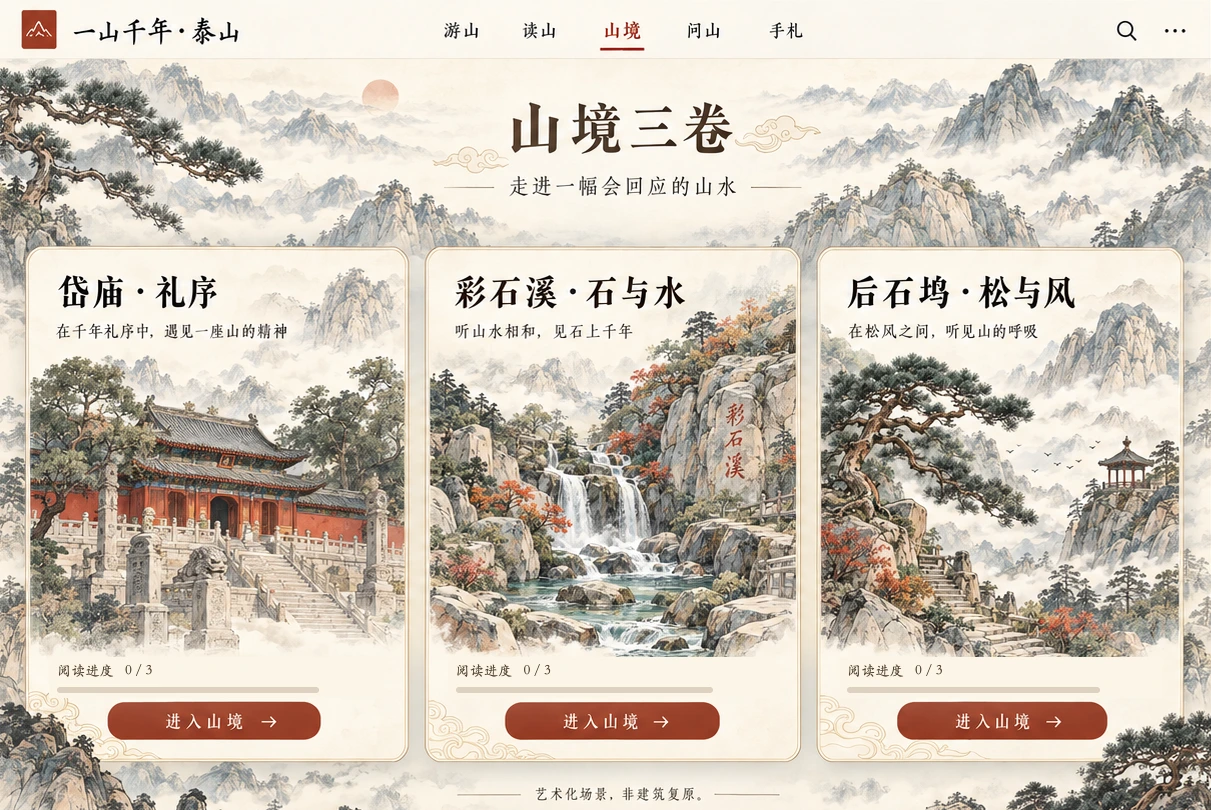 一山千年·泰山
游山 读山 山境 问山 手札
山境三卷
走进一幅会回应的山水
岱庙·礼序
在千年礼序中，遇见一座山的精神
阅读进度 0/3
进入山境 →
彩石溪·石与水
听山水相和，见石上千年
彩石溪
阅读进度 0/3
进入山境 →
后石坞·松与风
在松风之问，听见山的呼吸
阅读进度 0/3
进入山境 →
艺术化场景，非建筑复原。